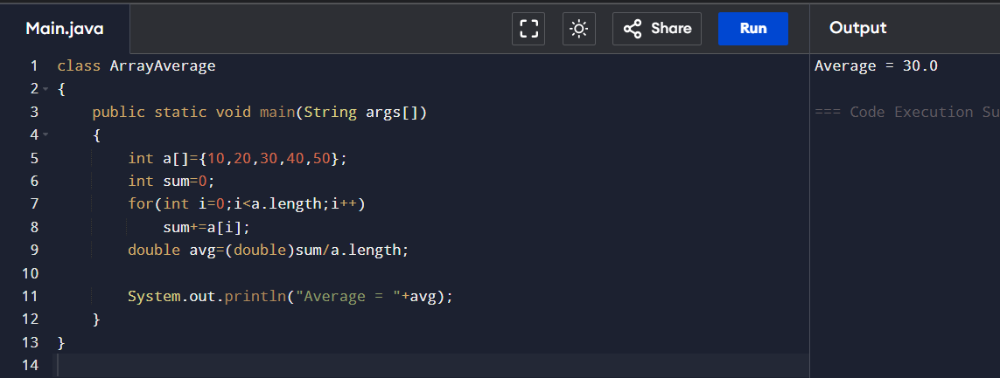 Main.java
Share
Run
Output
1 class ArrayAverage
2 {
3     public static void main(String args[])
4     {
5         int a[]={10,20,30,40,50};
6         int sum=0;
7         for(int i=0;i<a.length;i++)
8             sum+=a[i];
9         double avg=(double)sum/a.length;
10
11         System.out.println("Average = "+avg);
12     }
13 }
14
Average = 30.0
=== Code Execution Su